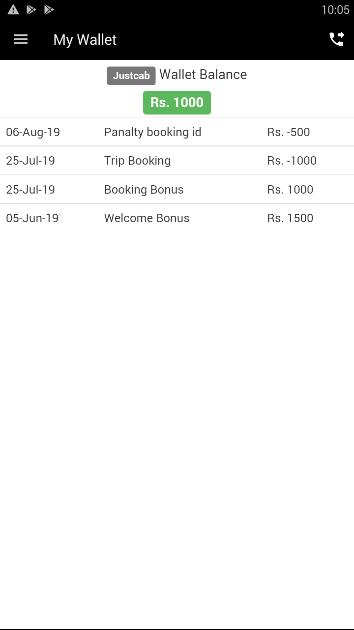 10:05
My Wallet
Justcab Wallet Balance
Rs. 1000
06-Aug-19 Panalty booking id Rs. -500
25-Jul-19 Trip Booking Rs. -1000
25-Jul-19 Booking Bonus Rs. 1000
05-Jun-19 Welcome Bonus Rs. 1500